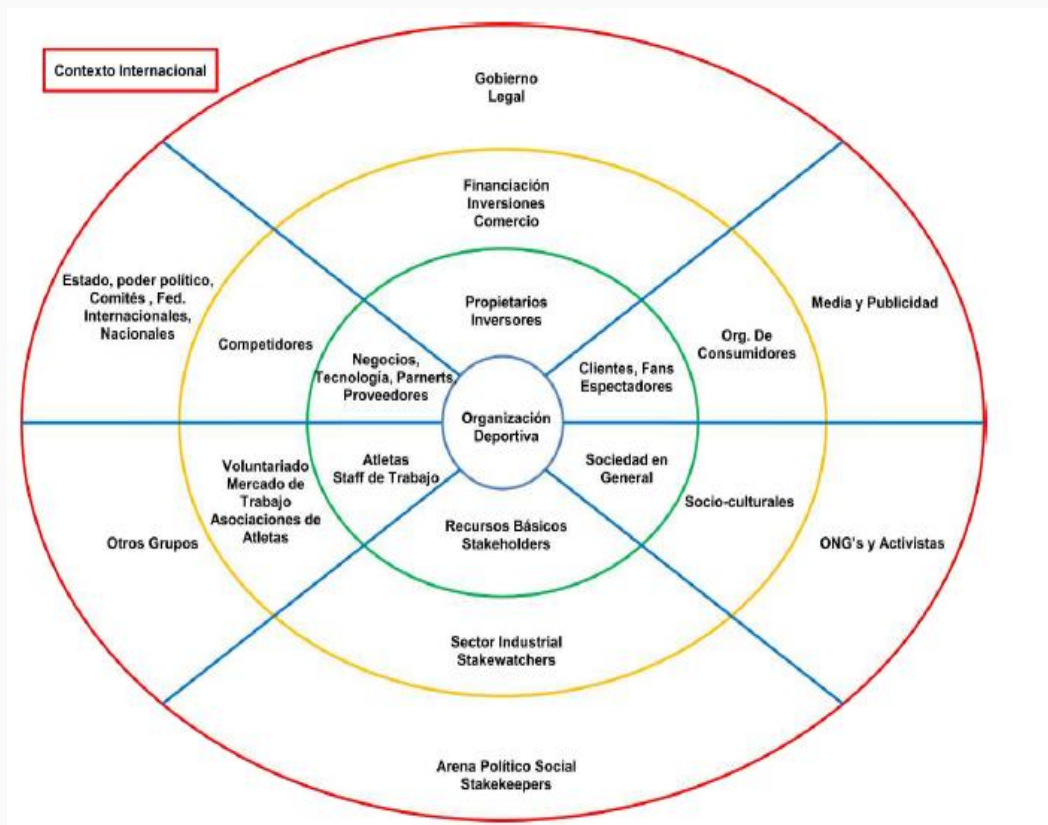 Contexto Internacional
Gobierno
Legal
Financiación
Inversiones
Comercio
Estado, poder político,
Comités , Fed.
Internacionales,
Nacionales
Competidores
Propietarios
Inversores
Negocios,
Tecnología, Parnerts,
Proveedores
Clientes, Fans
Espectadores
Org. De
Consumidores
Media y Publicidad
Organización
Deportiva
Otros Grupos
Voluntariado
Mercado de
Trabajo
Asociaciones de
Atletas
Atletas
Staff de Trabajo
Recursos Básicos
Stakeholders
Sociedad en
General
Socio-culturales
ONG's y Activistas
Sector Industrial
Stakewatchers
Arena Político Social
Stakekeepers